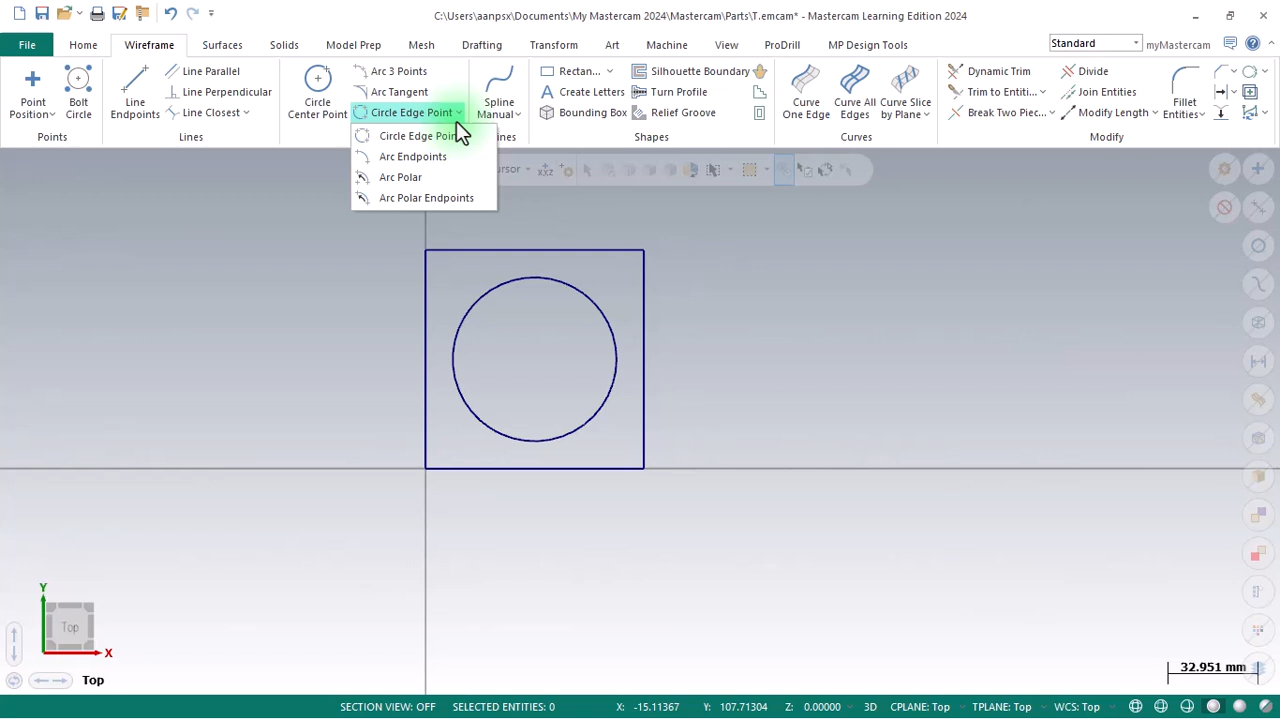 C:\Users\aanpsx\Documents\My Mastercam 2024\Mastercam\Parts\T.emcam* - Mastercam Learning Edition 2024
File Home Wireframe Surfaces Solids Model Prep Mesh Drafting Transform Art Machine View ProDrill MP Design Tools Standard myMastercam
Point Position
Bolt Circle
Points
Line Endpoints
Line Parallel
Line Perpendicular
Line Closest
Lines
Circle Center Point
Arc 3 Points
Arc Tangent
Circle Edge Point
Circle Edge Poin
Arc Endpoints
Arc Polar
Arc Polar Endpoints
Spline Manual
ines
Rectan...
Create Letters
Bounding Box
Silhouette Boundary
Turn Profile
Relief Groove
Shapes
Curve One Edge
Curve All Edges
Curve Slice by Plane
Curves
Dynamic Trim
Trim to Entities...
Break Two Piec...
Divide
Join Entities
Modify Length
Fillet Entities
Modify
ursor
Y
Top
X
Top
32.951 mm
SECTION VIEW: OFF SELECTED ENTITIES: 0 X: -15.11367 Y: 107.71304 Z: 0.00000 3D CPLANE: Top TPLANE: Top WCS: Top